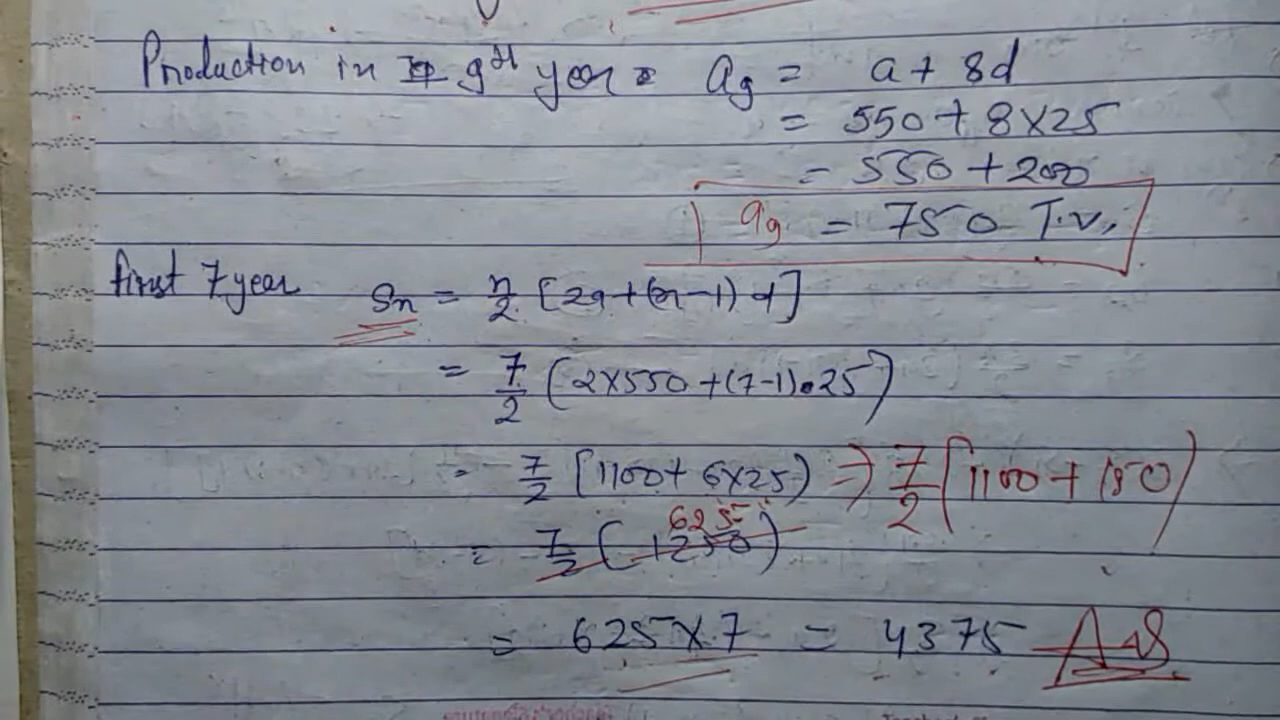 Production in 9th year = a9 = a + 8d
= 550 + 8×25
= 550 + 200
a9 = 750 T.V.
first 7 year Sn = n/2 [2a+(n-1) d]
= 7/2 (2×550 +(7-1).25)
= 7/2 [1100+ 6×25) ⇒ 7/2 (1100 + 150)
625
= 7/2 (1250)
= 625×7 = 4375 Ans